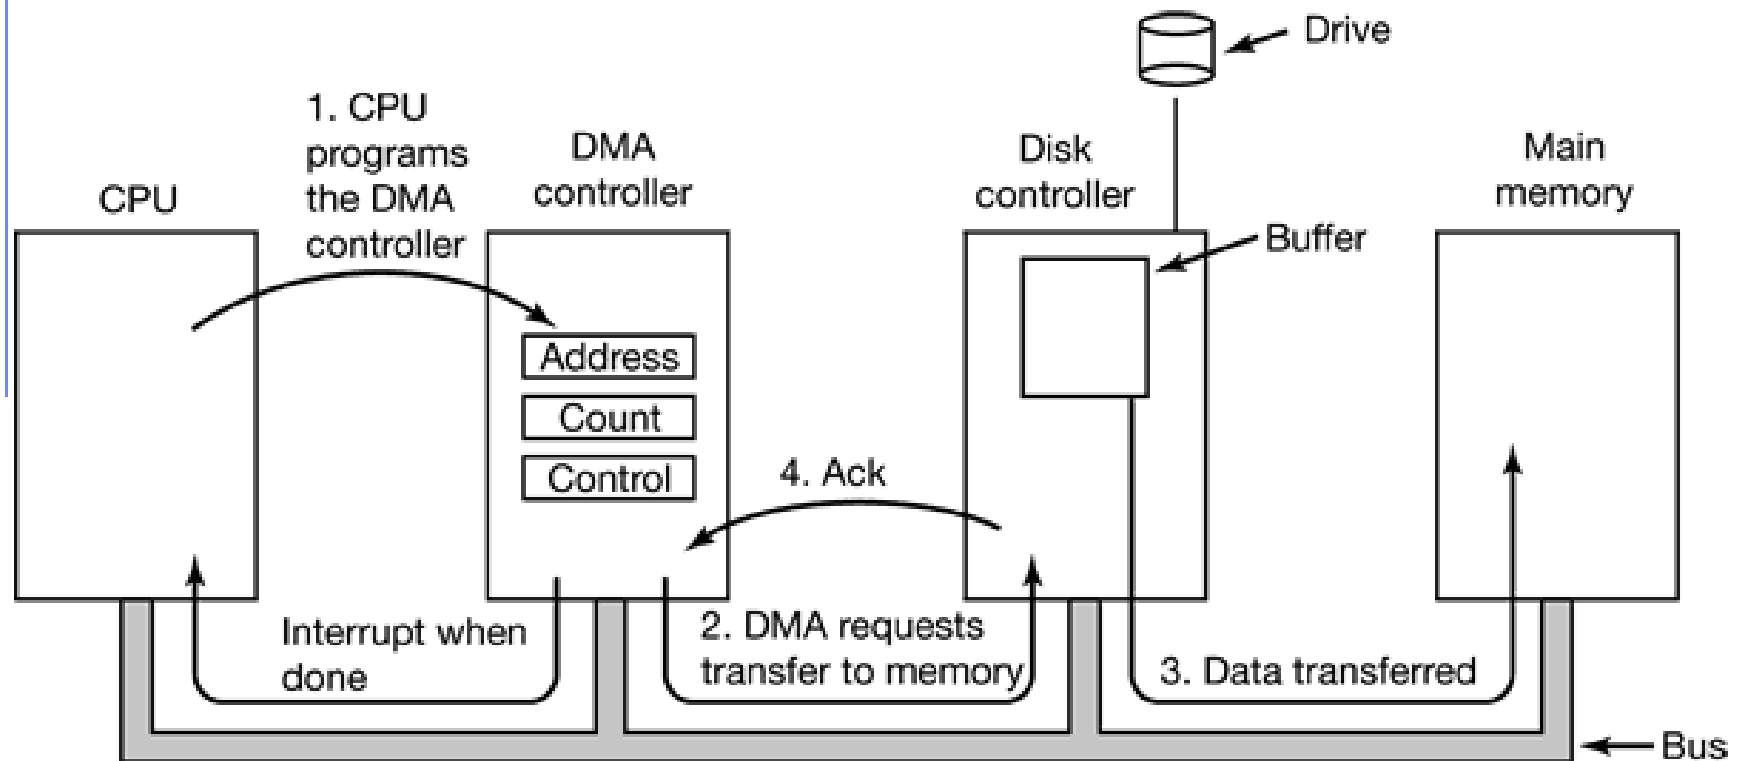 Drive
1. CPU
programs
the DMA
controller
CPU
DMA
controller
Disk
controller
Main
memory
Buffer
Address
Count
Control
4. Ack
Interrupt when
done
2. DMA requests
transfer to memory
3. Data transferred
Bus